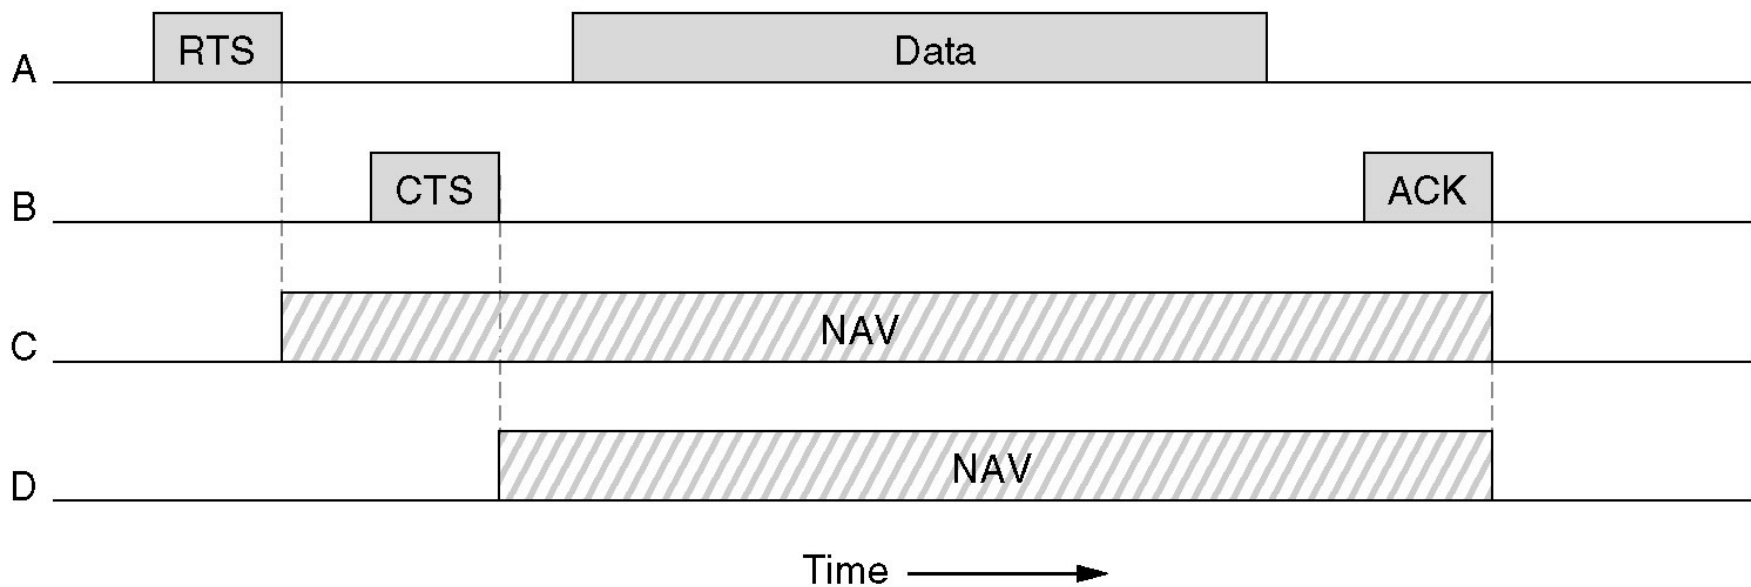 A RTS Data
B CTS ACK
C NAV
D NAV
Time